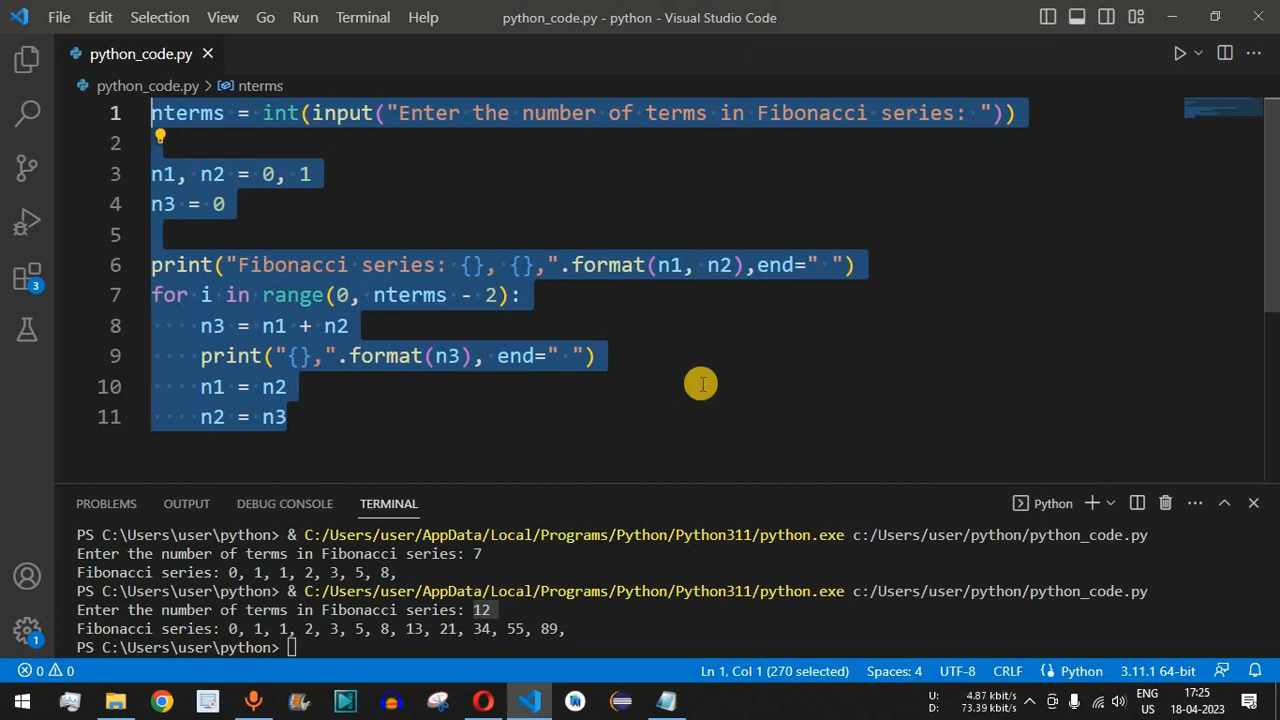 File Edit Selection View Go Run Terminal Help python_code.py - python - Visual Studio Code
python_code.py
python_code.py > nterms
1 nterms = int(input("Enter the number of terms in Fibonacci series: "))
2
3 n1, n2 = 0, 1
4 n3 = 0
5
6 print("Fibonacci series: {}, {},".format(n1, n2),end=" ")
7 for i in range(0, nterms - 2):
8     n3 = n1 + n2
9     print("{},".format(n3), end=" ")
10     n1 = n2
11     n2 = n3
3
PROBLEMS OUTPUT DEBUG CONSOLE TERMINAL Python
PS C:\Users\user\python> & C:/Users/user/AppData/Local/Programs/Python/Python311/python.exe c:/Users/user/python/python_code.py
Enter the number of terms in Fibonacci series: 7
Fibonacci series: 0, 1, 1, 2, 3, 5, 8,
PS C:\Users\user\python> & C:/Users/user/AppData/Local/Programs/Python/Python311/python.exe c:/Users/user/python/python_code.py
Enter the number of terms in Fibonacci series: 12
Fibonacci series: 0, 1, 1, 2, 3, 5, 8, 13, 21, 34, 55, 89,
PS C:\Users\user\python>
1
0 0 Ln 1, Col 1 (270 selected) Spaces: 4 UTF-8 CRLF Python 3.11.1 64-bit
U: 4.87 kbit/s
D: 73.39 kbit/s
ENG
US
17:25
18-04-2023
3